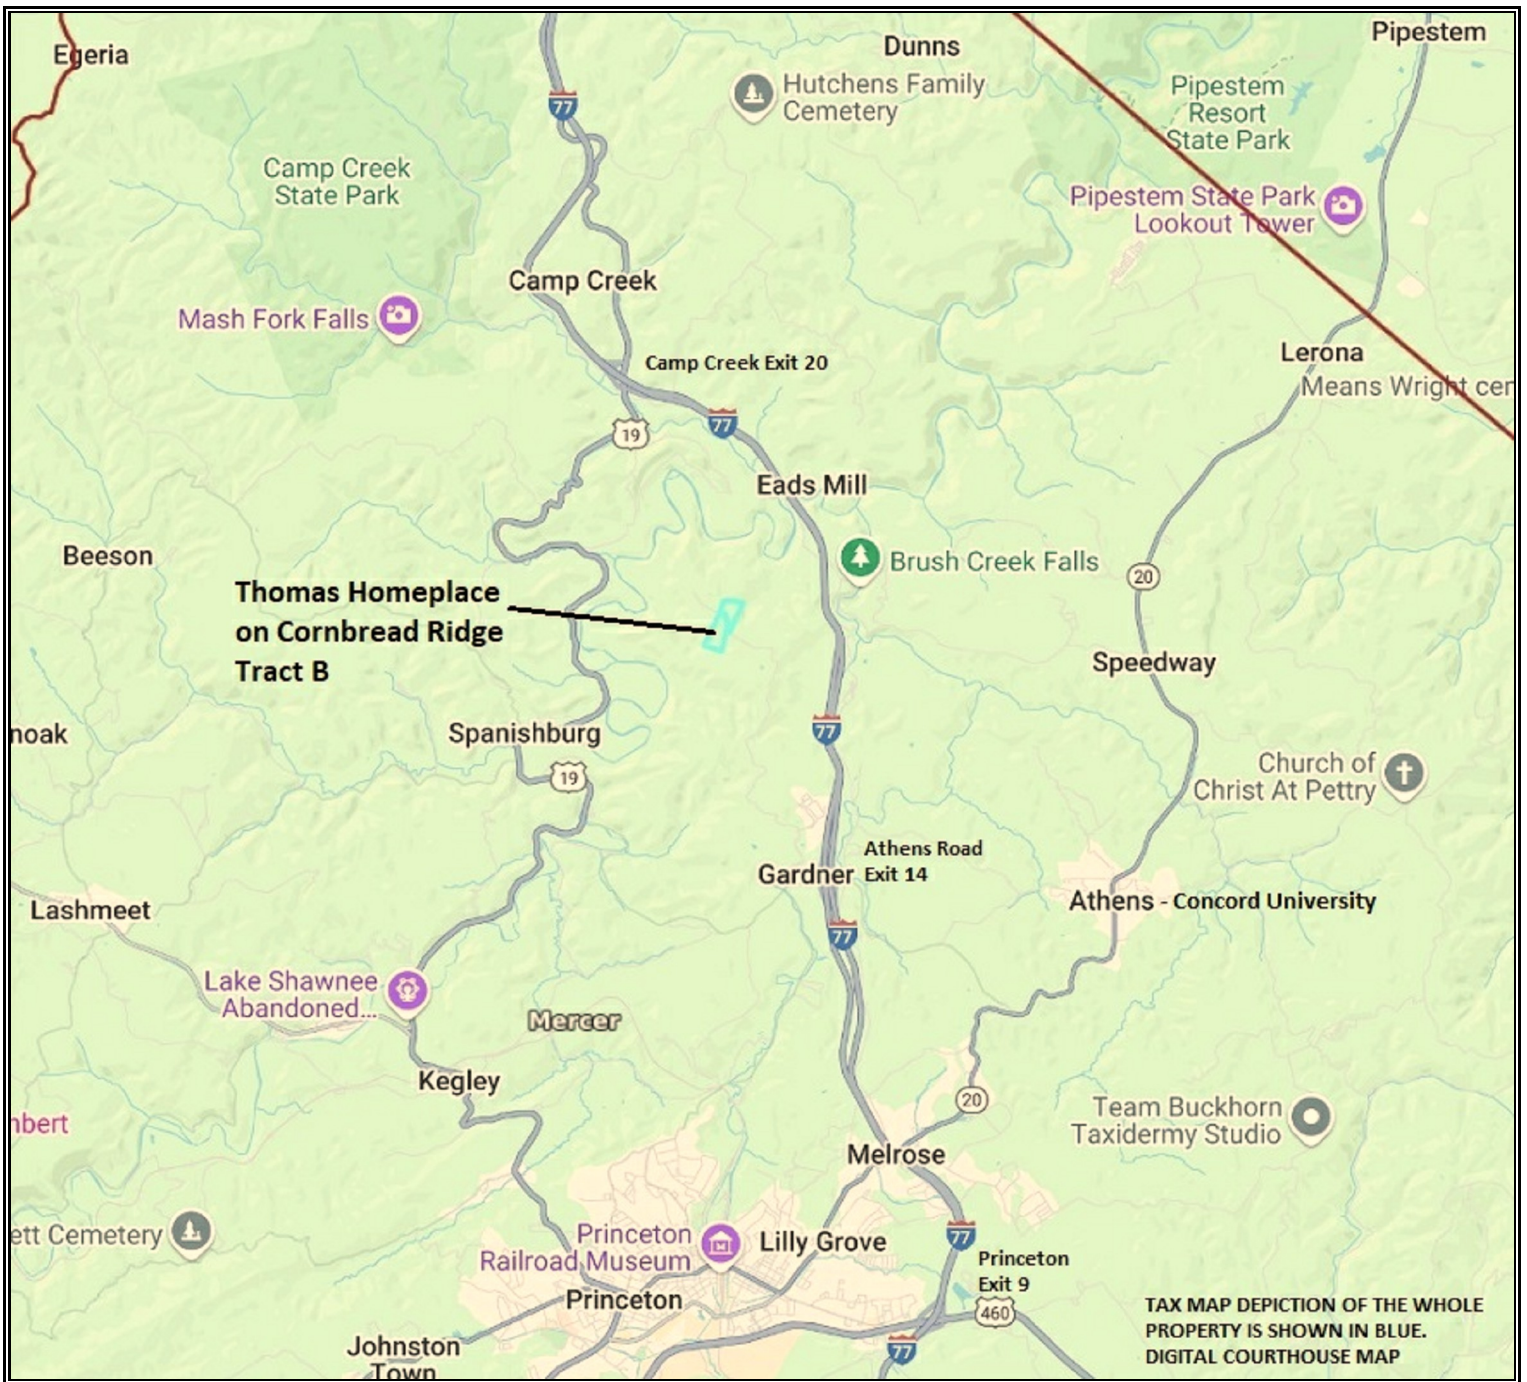 Pipestem
Dunns
Egeria
Hutchens Family
Cemetery
77
Pipestem
Resort
State Park
Camp Creek
State Park
Pipestem State Park
Lookout Tower
Camp Creek
Mash Fork Falls
Camp Creek Exit 20
Lerona
Means Wright cen
77
19
Eads Mill
Beeson
Brush Creek Falls
20
Thomas Homeplace
on Cornbread Ridge
Tract B
Speedway
noak
Spanishburg
77
19
Church of
Christ At Pettry
Athens Road
Exit 14
Gardner
Lashmeet
Athens - Concord University
77
Lake Shawnee
Abandoned...
Mercer
Kegley
20
nbert
Team Buckhorn
Taxidermy Studio
Melrose
ett Cemetery
Princeton
Railroad Museum
Lilly Grove
77
Princeton
Exit 9
Princeton
460
TAX MAP DEPICTION OF THE WHOLE
PROPERTY IS SHOWN IN BLUE.
DIGITAL COURTHOUSE MAP
Johnston
Town
77